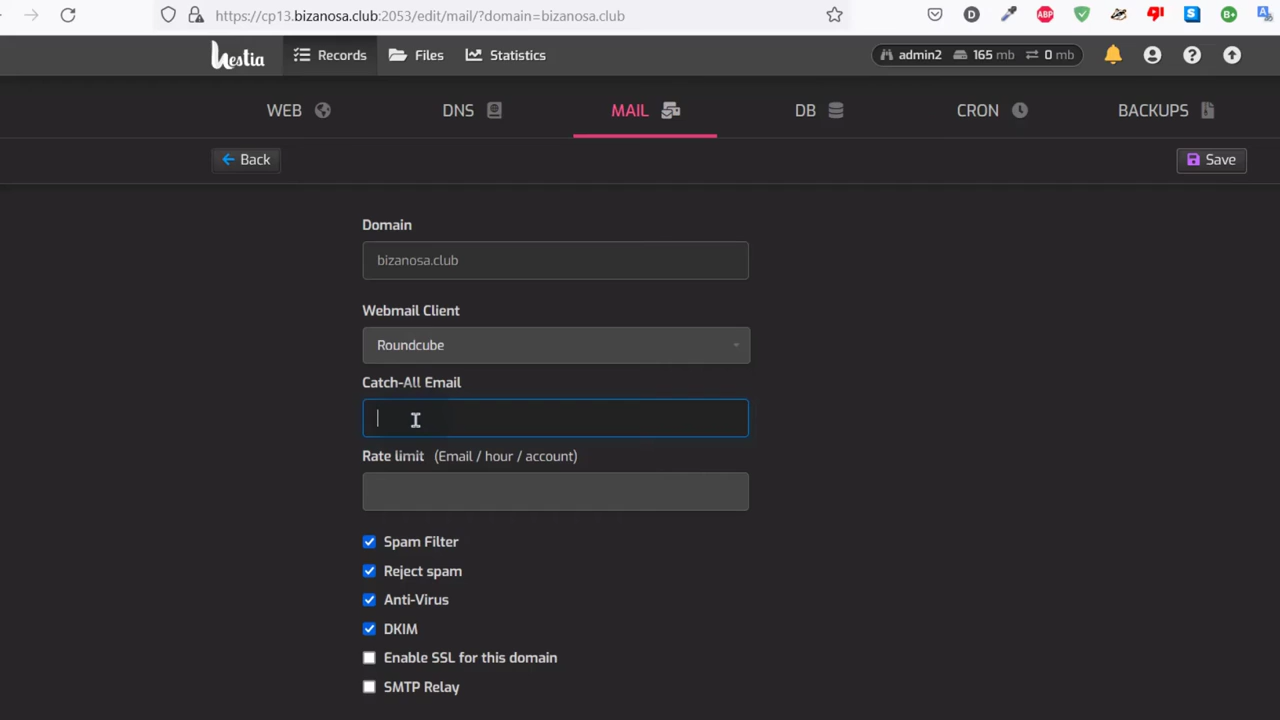 https://cp13.bizanosa.club:2053/edit/mail/?domain=bizanosa.club
D
ABP
S
B+
hestia
Records
Files
Statistics
admin2 165 mb 0 mb
WEB
DNS
MAIL
DB
CRON
BACKUPS
Back
Save
Domain
bizanosa.club
Webmail Client
Roundcube
Catch-All Email
Rate limit (Email / hour / account)
Spam Filter
Reject spam
Anti-Virus
DKIM
Enable SSL for this domain
SMTP Relay